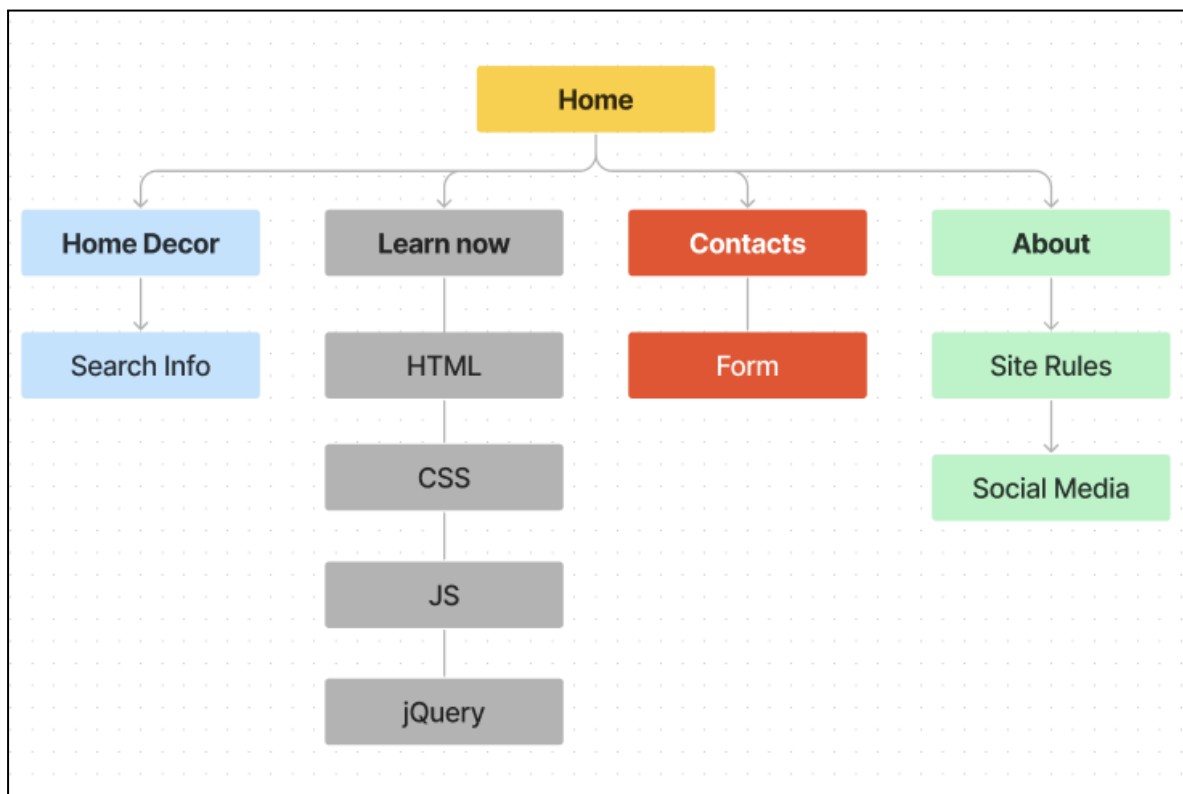 Home
Home Decor
Learn now
Contacts
About
Search Info
HTML
Form
Site Rules
CSS
Social Media
JS
jQuery